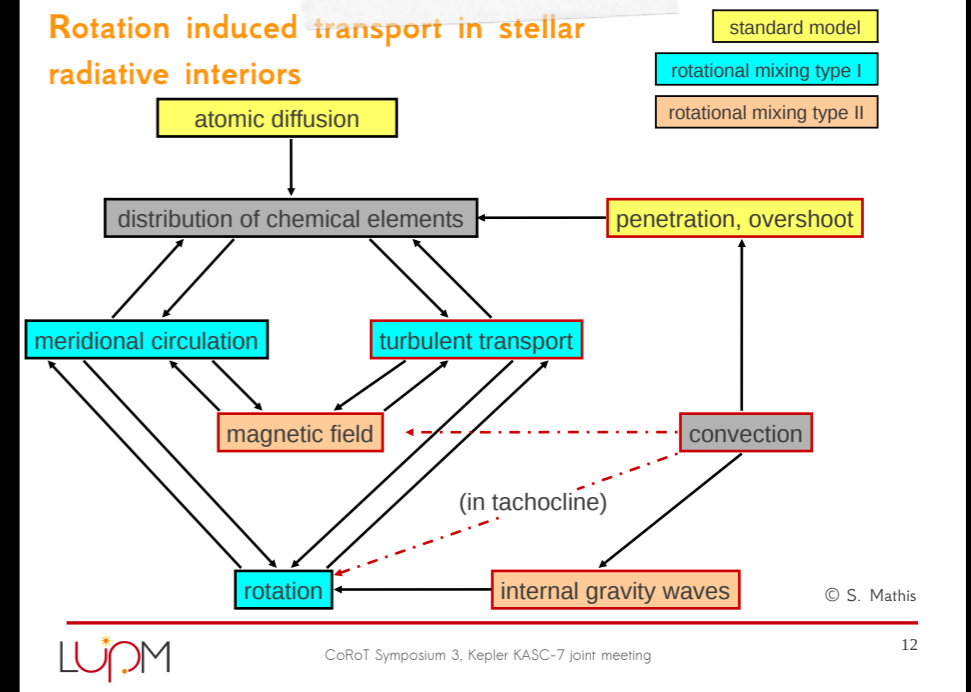 Rotation induced transport in stellar
radiative interiors
standard model
rotational mixing type I
rotational mixing type II
atomic diffusion
distribution of chemical elements
penetration, overshoot
meridional circulation
turbulent transport
magnetic field
convection
(in tachocline)
rotation
internal gravity waves
© S. Mathis
LUPM
CoRoT Symposium 3, Kepler KASC-7 joint meeting
12